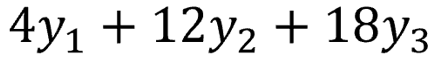 4y₁ + 12y₂ + 18y₃